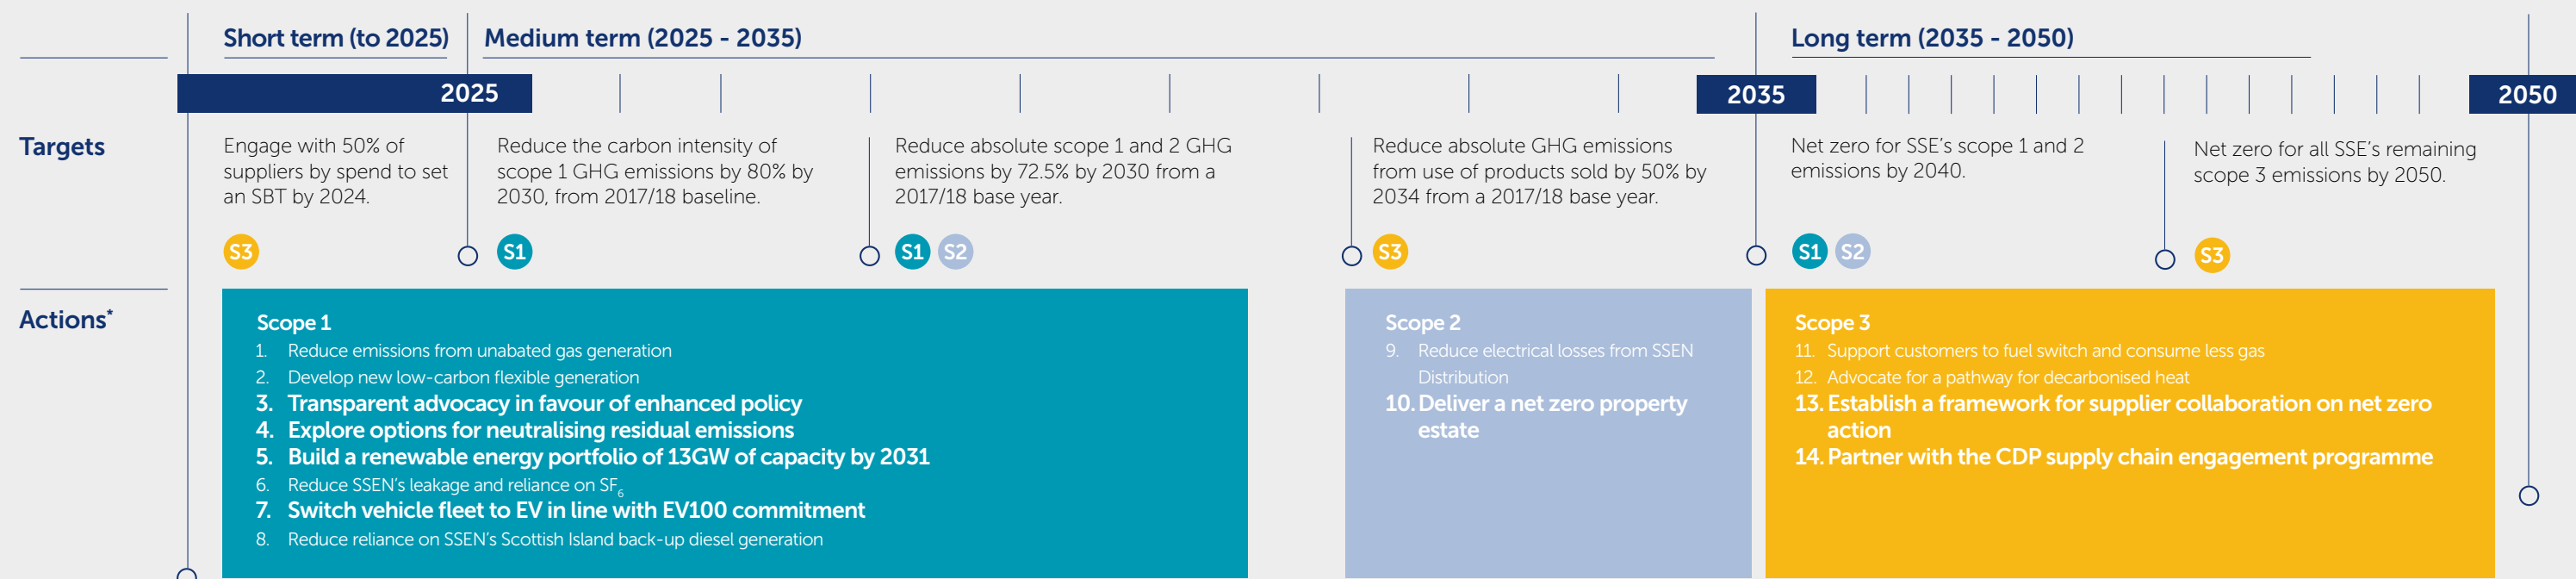 Short term (to 2025)
Medium term (2025 - 2035)
Long term (2035 - 2050)
2025
2035
2050
Targets
Engage with 50% of
suppliers by spend to set
an SBT by 2024.
S3
Reduce the carbon intensity of
scope 1 GHG emissions by 80% by
2030, from 2017/18 baseline.
S1
Reduce absolute scope 1 and 2 GHG
emissions by 72.5% by 2030 from a
2017/18 base year.
S1 S2
Reduce absolute GHG emissions
from use of products sold by 50% by
2034 from a 2017/18 base year.
S3
Net zero for SSE’s scope 1 and 2
emissions by 2040.
S1 S2
Net zero for all SSE’s remaining
scope 3 emissions by 2050.
S3
Actions*
Scope 1
1. Reduce emissions from unabated gas generation
2. Develop new low-carbon flexible generation
3. Transparent advocacy in favour of enhanced policy
4. Explore options for neutralising residual emissions
5. Build a renewable energy portfolio of 13GW of capacity by 2031
6. Reduce SSEN’s leakage and reliance on SF6
7. Switch vehicle fleet to EV in line with EV100 commitment
8. Reduce reliance on SSEN’s Scottish Island back-up diesel generation
Scope 2
9. Reduce electrical losses from SSEN
Distribution
10. Deliver a net zero property
estate
Scope 3
11. Support customers to fuel switch and consume less gas
12. Advocate for a pathway for decarbonised heat
13. Establish a framework for supplier collaboration on net zero
action
14. Partner with the CDP supply chain engagement programme